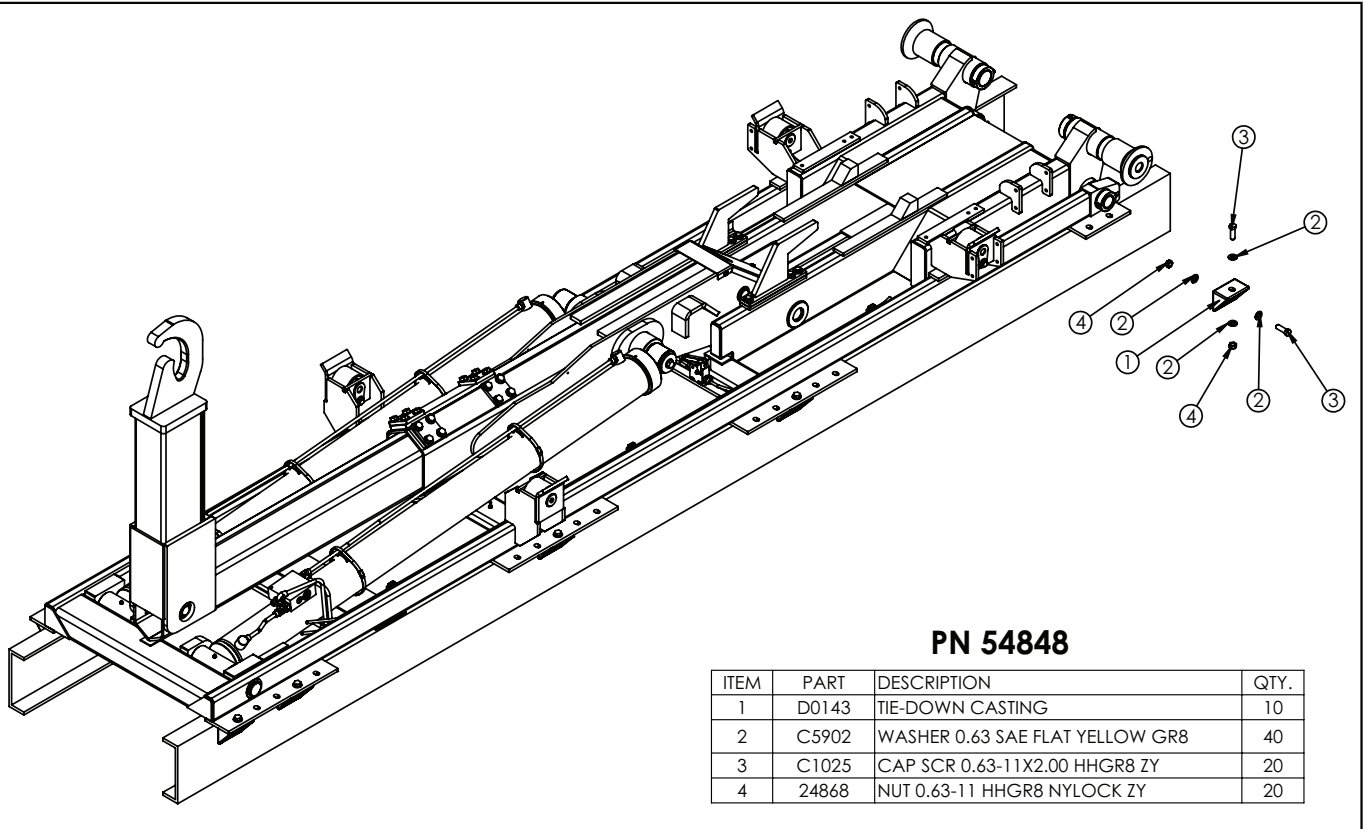 3
2
4
2
1
2
2
3
4
PN 54848
ITEM PART DESCRIPTION QTY.
1 D0143 TIE-DOWN CASTING 10
2 C5902 WASHER 0.63 SAE FLAT YELLOW GR8 40
3 C1025 CAP SCR 0.63-11X2.00 HHGR8 ZY 20
4 24868 NUT 0.63-11 HHGR8 NYLOCK ZY 20